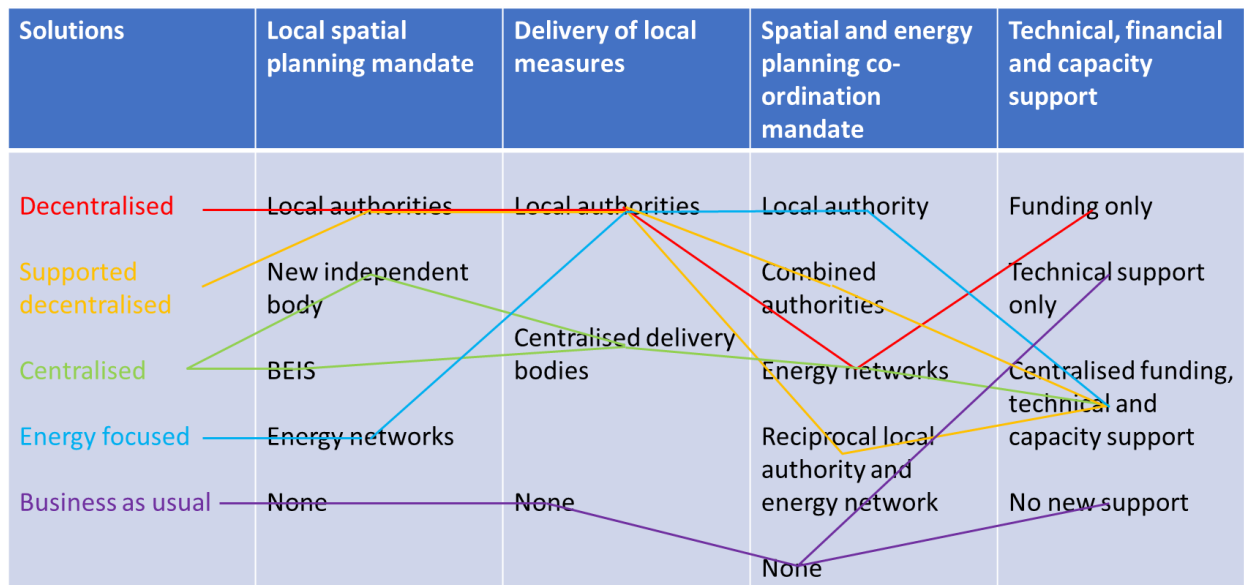 Solutions
Local spatial
planning mandate
Delivery of local
measures
Spatial and energy
planning co-
ordination
mandate
Technical, financial
and capacity
support
Decentralised
Local authorities
Local authorities
Local authority
Funding only
Supported
decentralised
New independent
body
Combined
authorities
Technical support
only
Centralised
BEIS
Centralised delivery
bodies
Energy networks
Centralised funding,
technical and
capacity support
Energy focused
Energy networks
Reciprocal local
authority and
energy network
Business as usual
None
None
None
No new support